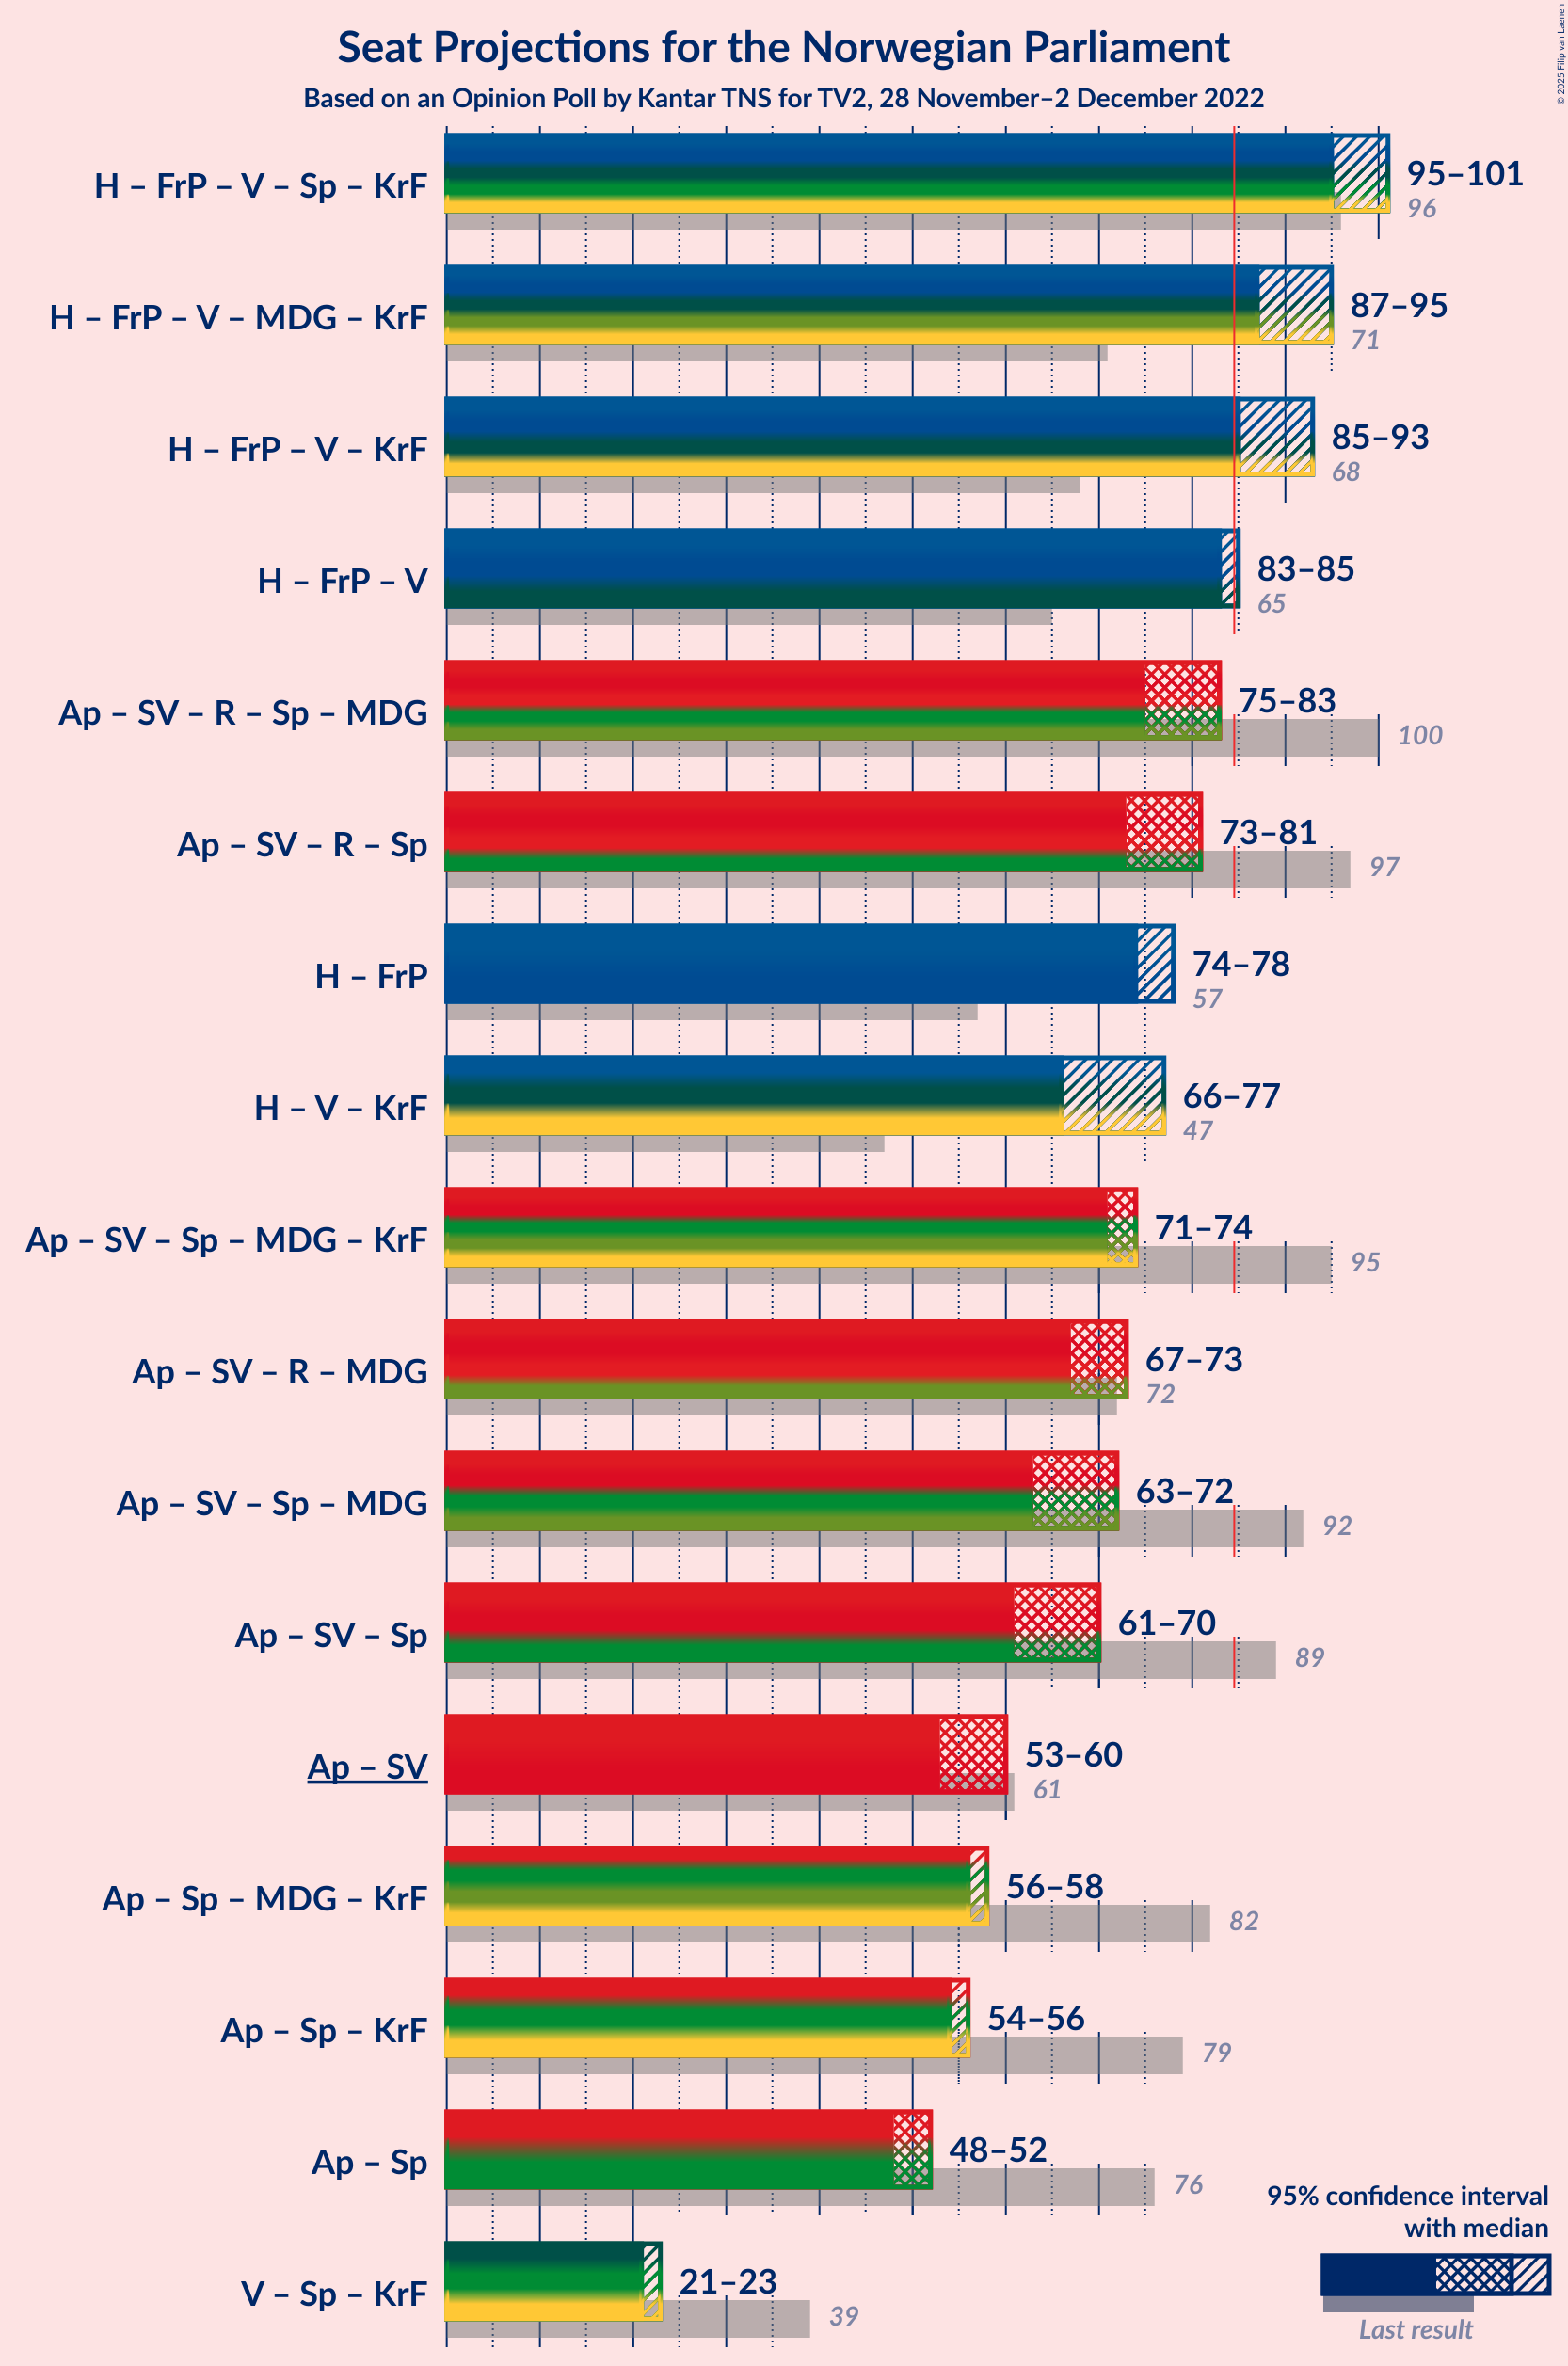 Seat Projections for the Norwegian Parliament
Based on an Opinion Poll by Kantar TNS for TV2, 28 November–2 December 2022
© 2025 Filip van Laenen
H – FrP – V – Sp – KrF
95–101
96
H – FrP – V – MDG – KrF
87–95
71
H – FrP – V – KrF
85–93
68
H – FrP – V
83–85
65
Ap – SV – R – Sp – MDG
75–83
100
Ap – SV – R – Sp
73–81
97
H – FrP
74–78
57
H – V – KrF
66–77
47
Ap – SV – Sp – MDG – KrF
71–74
95
Ap – SV – R – MDG
67–73
72
Ap – SV – Sp – MDG
63–72
92
Ap – SV – Sp
61–70
89
Ap – SV
53–60
61
Ap – Sp – MDG – KrF
56–58
82
Ap – Sp – KrF
54–56
79
Ap – Sp
48–52
76
V – Sp – KrF
21–23
39
95% confidence interval
with median
Last result